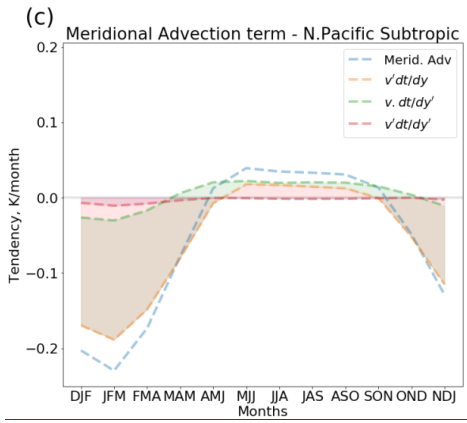 (c)
Meridional Advection term - N.Pacific Subtropic
Tendency, K/month
0.2
0.1
0.0
−0.1
−0.2
Merid. Adv
v'dt/dy
v. dt/dy'
v'dt/dy'
DJF JFM FMA MAM AMJ MJJ JJA JAS ASO SON OND NDJ
Months